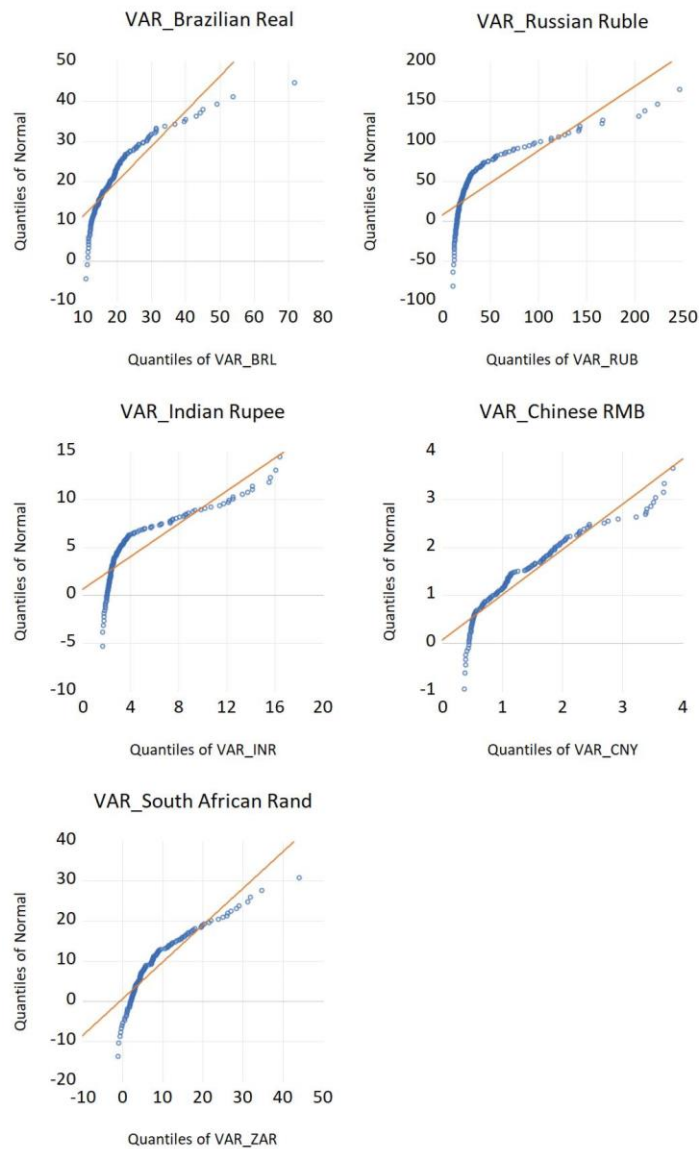 VAR_Brazilian Real
50
40
30
20
10
0
-10
Quantiles of Normal
10 20 30 40 50 60 70 80
Quantiles of VAR_BRL
VAR_Russian Ruble
200
150
100
50
0
-50
-100
Quantiles of Normal
0 50 100 150 200 250
Quantiles of VAR_RUB
VAR_Indian Rupee
15
10
5
0
-5
-10
Quantiles of Normal
0 4 8 12 16 20
Quantiles of VAR_INR
VAR_Chinese RMB
4
3
2
1
0
-1
Quantiles of Normal
0 1 2 3 4
Quantiles of VAR_CNY
VAR_South African Rand
40
30
20
10
0
-10
-20
Quantiles of Normal
-10 0 10 20 30 40 50
Quantiles of VAR_ZAR